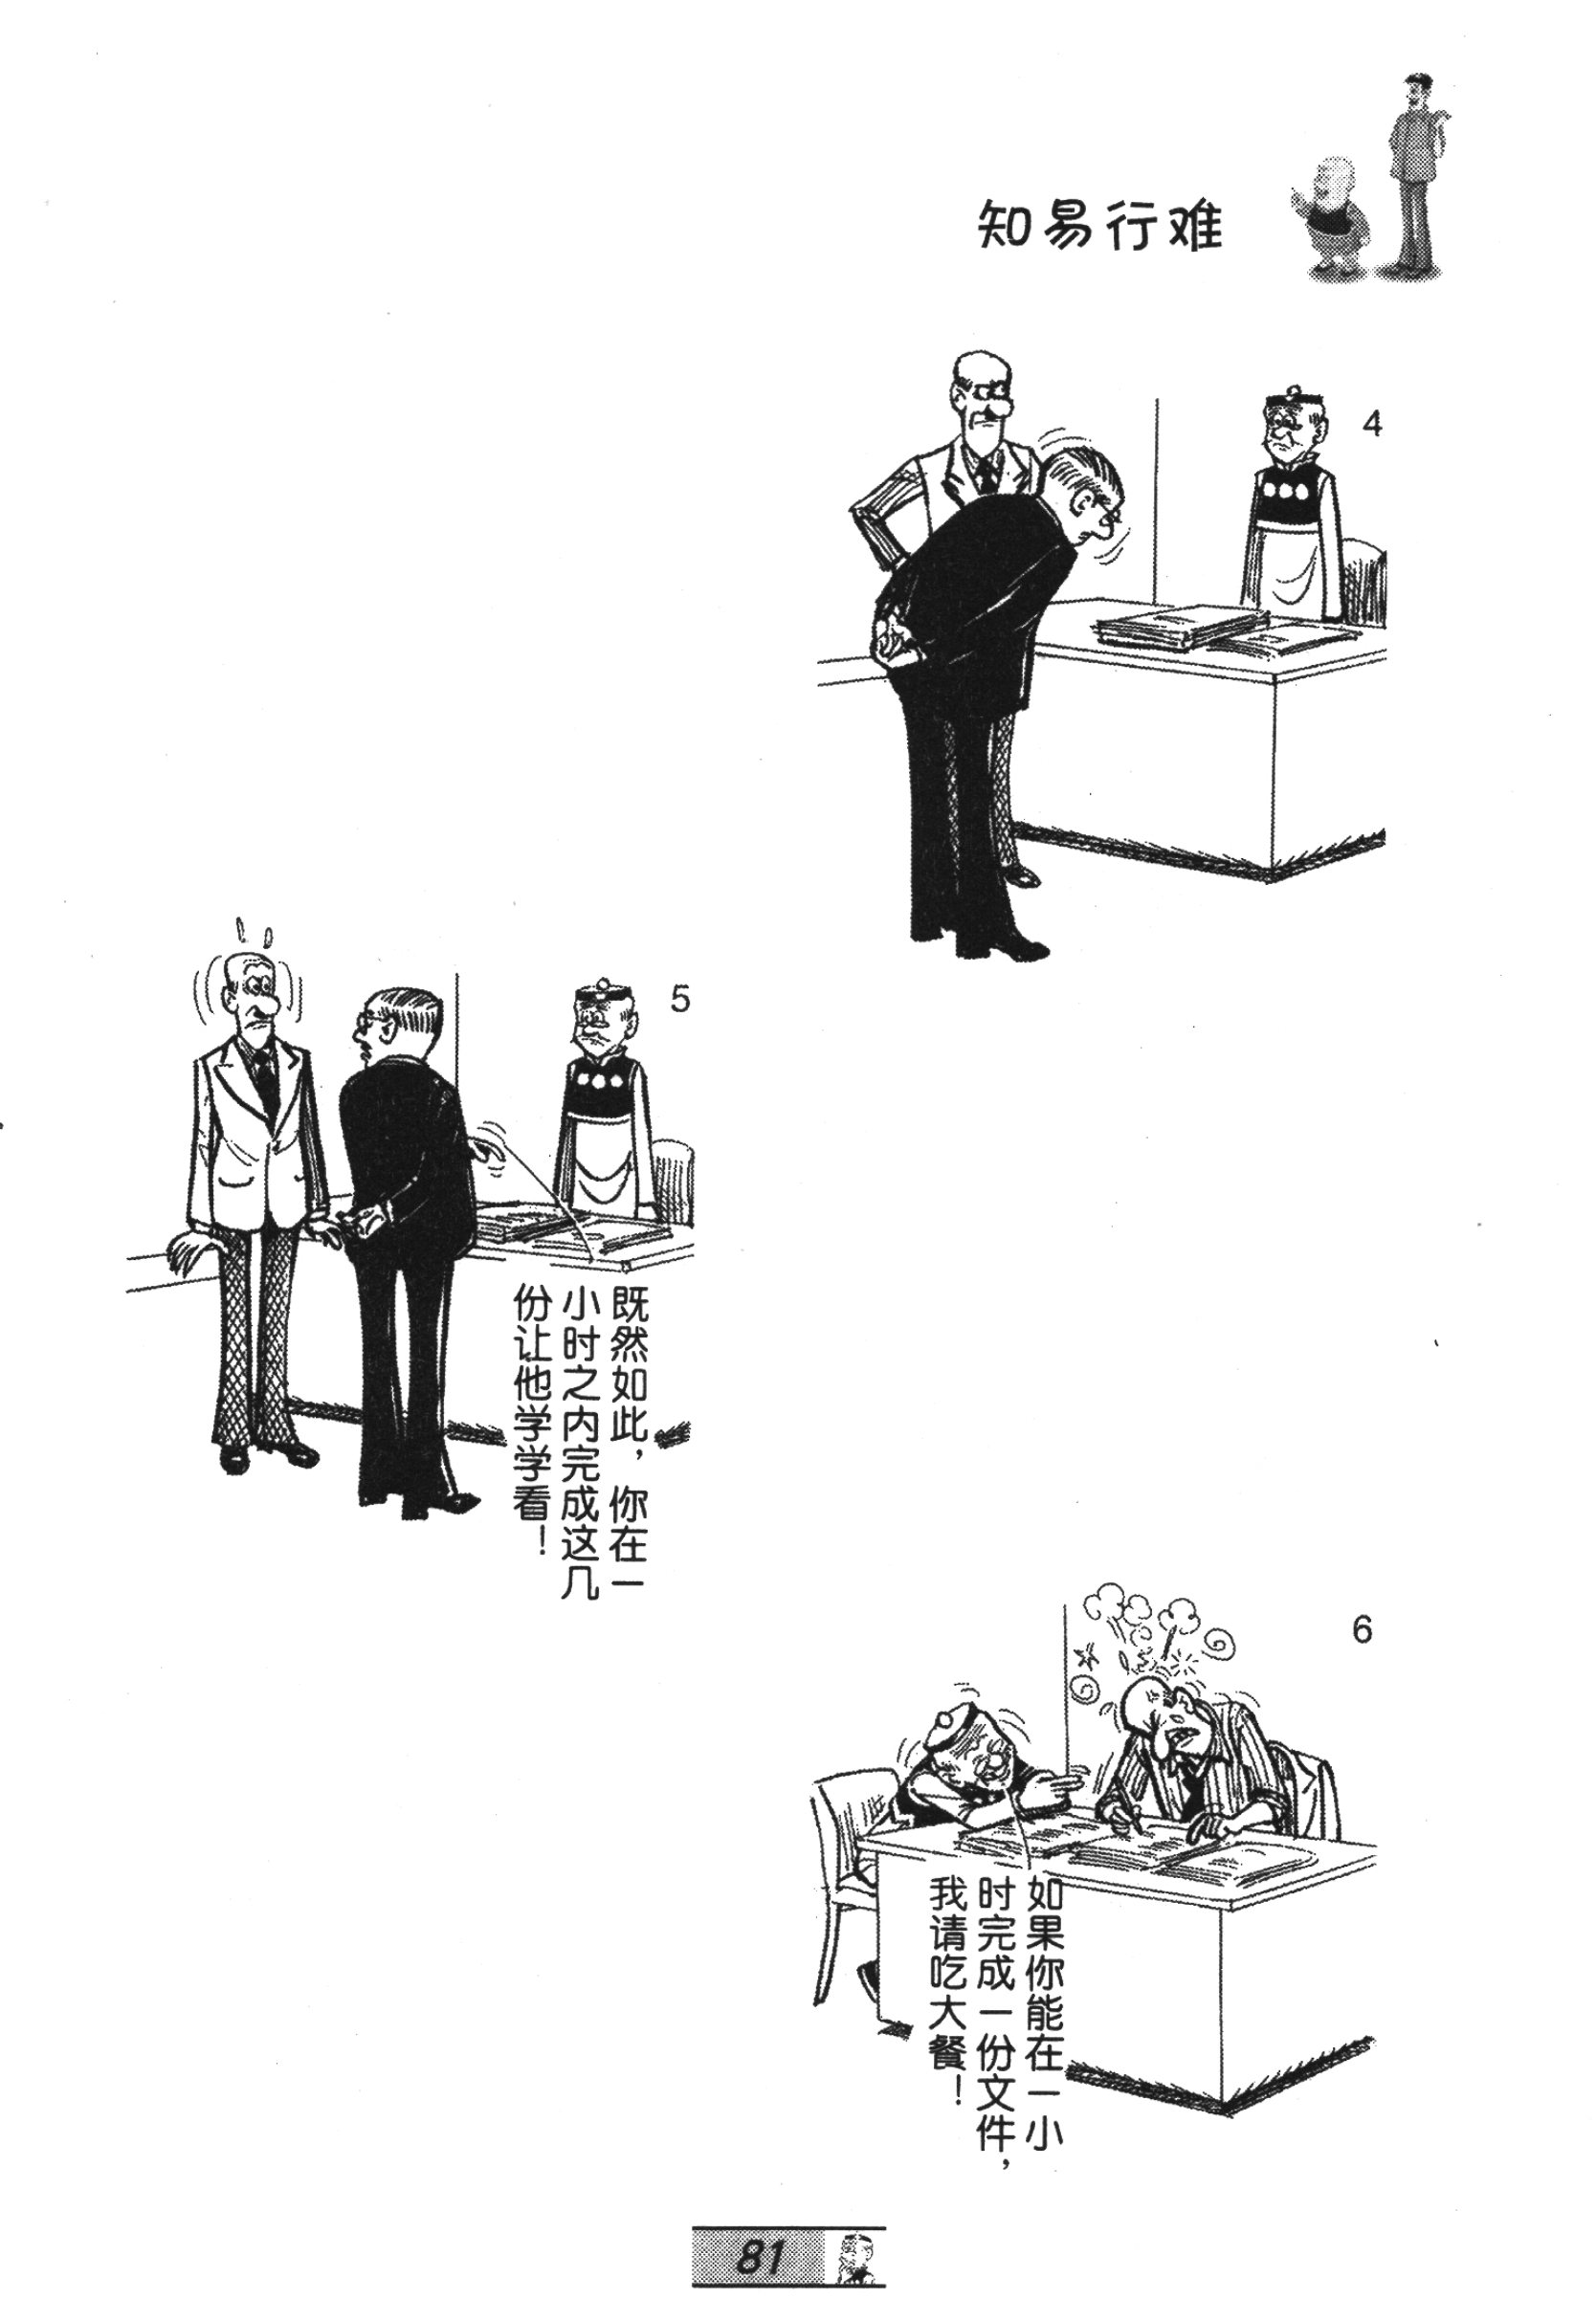 知易行难
4
5
既然如此，你在一
小时之内完成这几
份让他学学看！
6
如果你能在一小
时完成一份文件，
我请吃大餐！
81